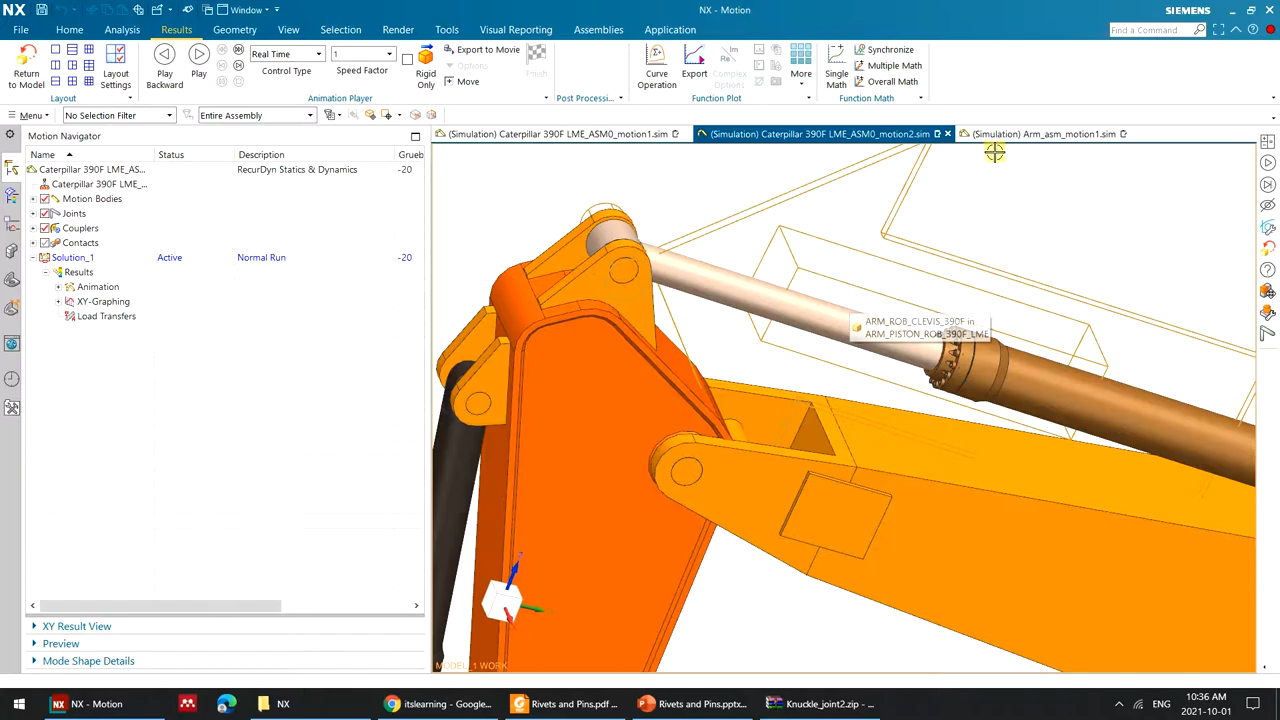 NX
Window
NX - Motion
SIEMENS
File
Home
Analysis
Results
Geometry
View
Tools
Selection
Render
Visual Reporting
Assemblies
Application
Find a Command
Return
to Model
Layout
Settings
Play
Backward
Play
Real Time
Control Type
1
Speed Factor
Rigid
Only
Export to Movie
Options
Move
Finish
Curve
Operation
Export
Im
Re
Complex
Options
More
Single
Math
Synchronize
Multiple Math
Overall Math
Layout
Animation Player
Post Processi...
Function Plot
Function Math
Menu
No Selection Filter
Entire Assembly
Motion Navigator
(Simulation) Caterpillar 390F LME_ASM0_motion1.sim
(Simulation) Caterpillar 390F LME_ASM0_motion2.sim
(Simulation) Arm_asm_motion1.sim
Name
Status
Description
Grueb
Caterpillar 390F LME_AS...
RecurDyn Statics & Dynamics
-20
Caterpillar 390F LME_...
Motion Bodies
Joints
Couplers
Contacts
Solution_1
Active
Normal Run
-20
Results
Animation
XY-Graphing
Load Transfers
ARM_ROB_CLEVIS_390F in
ARM_PISTON_ROB_390F_LME
XY Result View
Preview
Mode Shape Details
MODEL_1 WORK
NX - Motion
NX
itslearning - Google...
Rivets and Pins.pdf ...
Rivets and Pins.pptx...
Knuckle_joint2.zip - ...
ENG
10:36 AM
2021-10-01